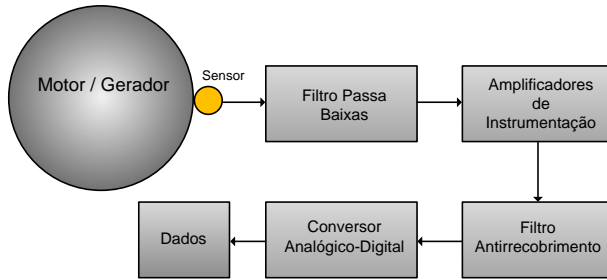 Motor / Gerador
Sensor
Filtro Passa
Baixas
Amplificadores
de
Instrumentação
Dados
Conversor
Analógico-Digital
Filtro
Antirrecobrimento